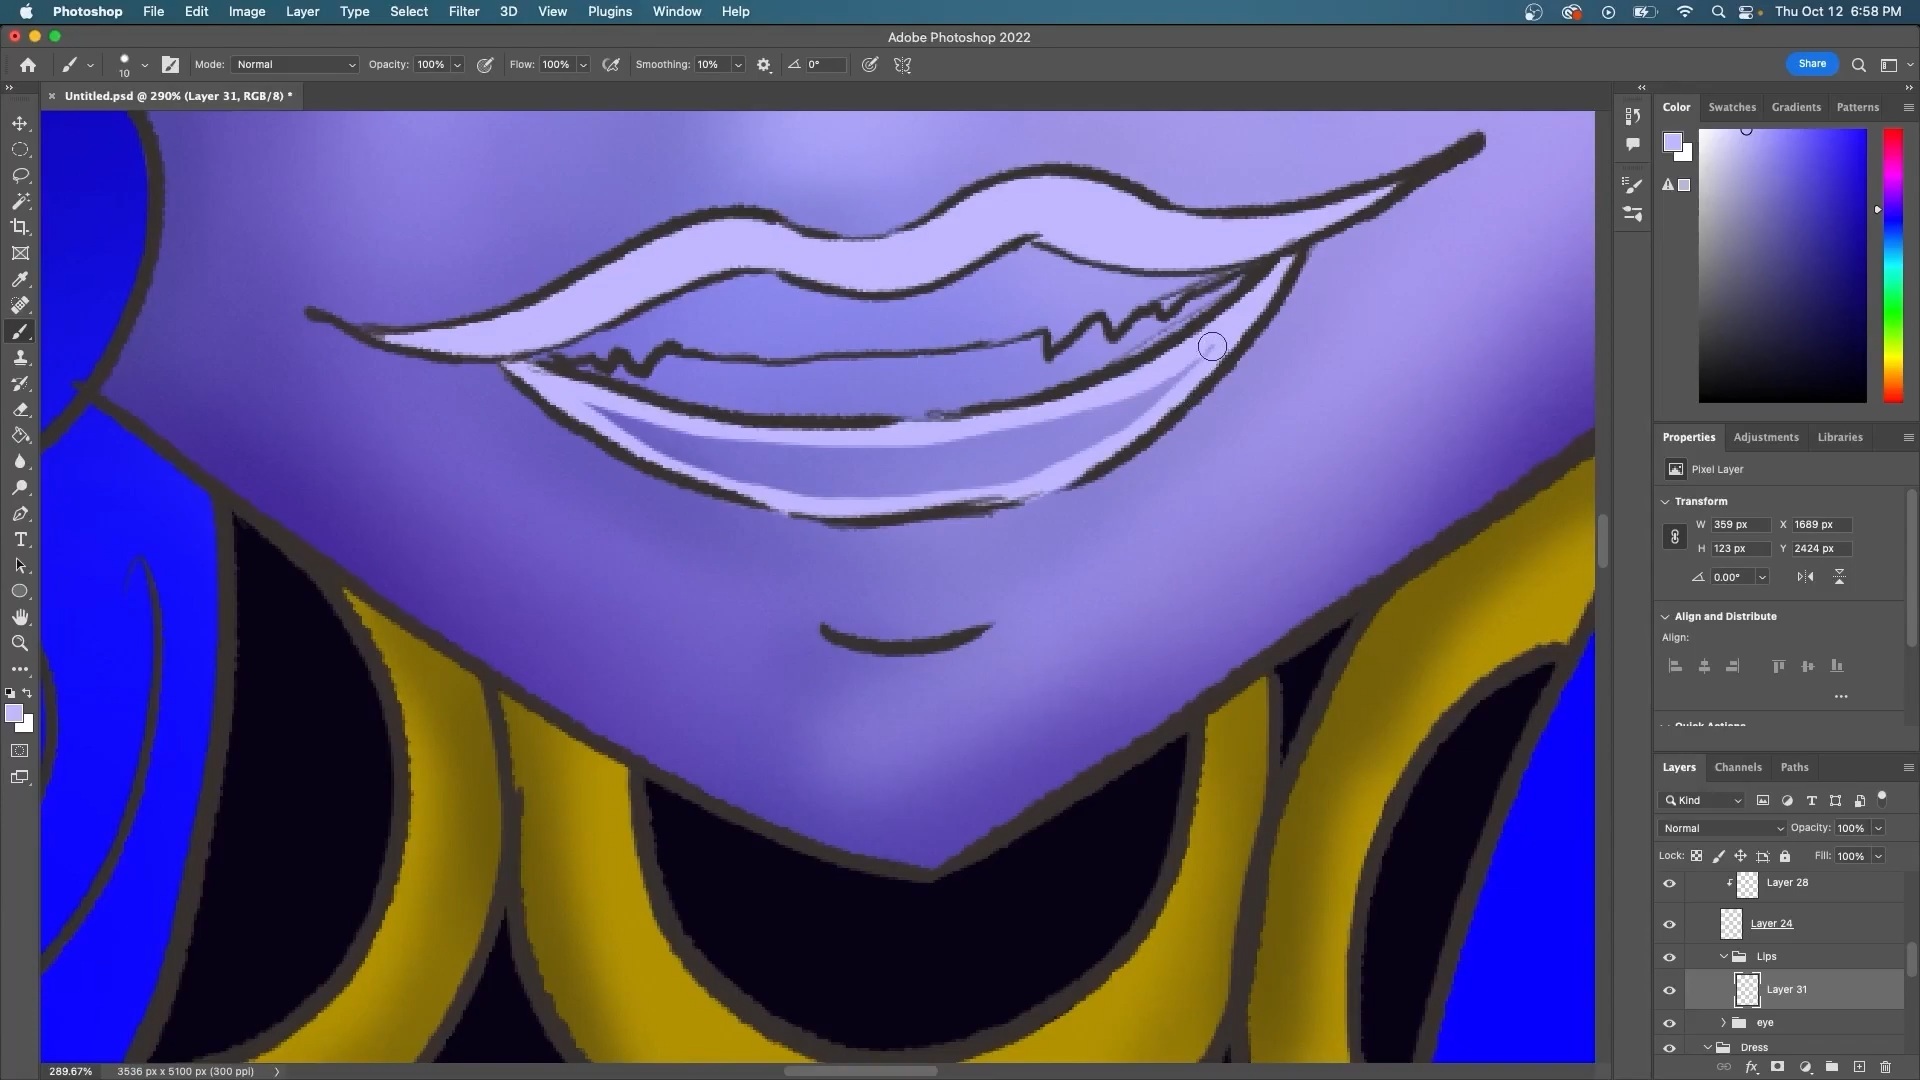 Photoshop File Edit Image Layer Type Select Filter 3D View Plugins Window Help Thu Oct 12 6:58 PM
Adobe Photoshop 2022
10 Mode: Normal Opacity: 100% Flow: 100% Smoothing: 10% 0° Share
× Untitled.psd @ 290% (Layer 31, RGB/8) *
Color Swatches Gradients Patterns
Properties Adjustments Libraries
Pixel Layer
Transform
W 359 px X 1689 px
H 123 px Y 2424 px
0.00°
Align and Distribute
Align:
Quick Actions
Layers Channels Paths
Kind
Normal Opacity: 100%
Lock: Fill: 100%
Layer 28
Layer 24
Lips
Layer 31
eye
Dress
289.67% 3536 px x 5100 px (300 ppi)